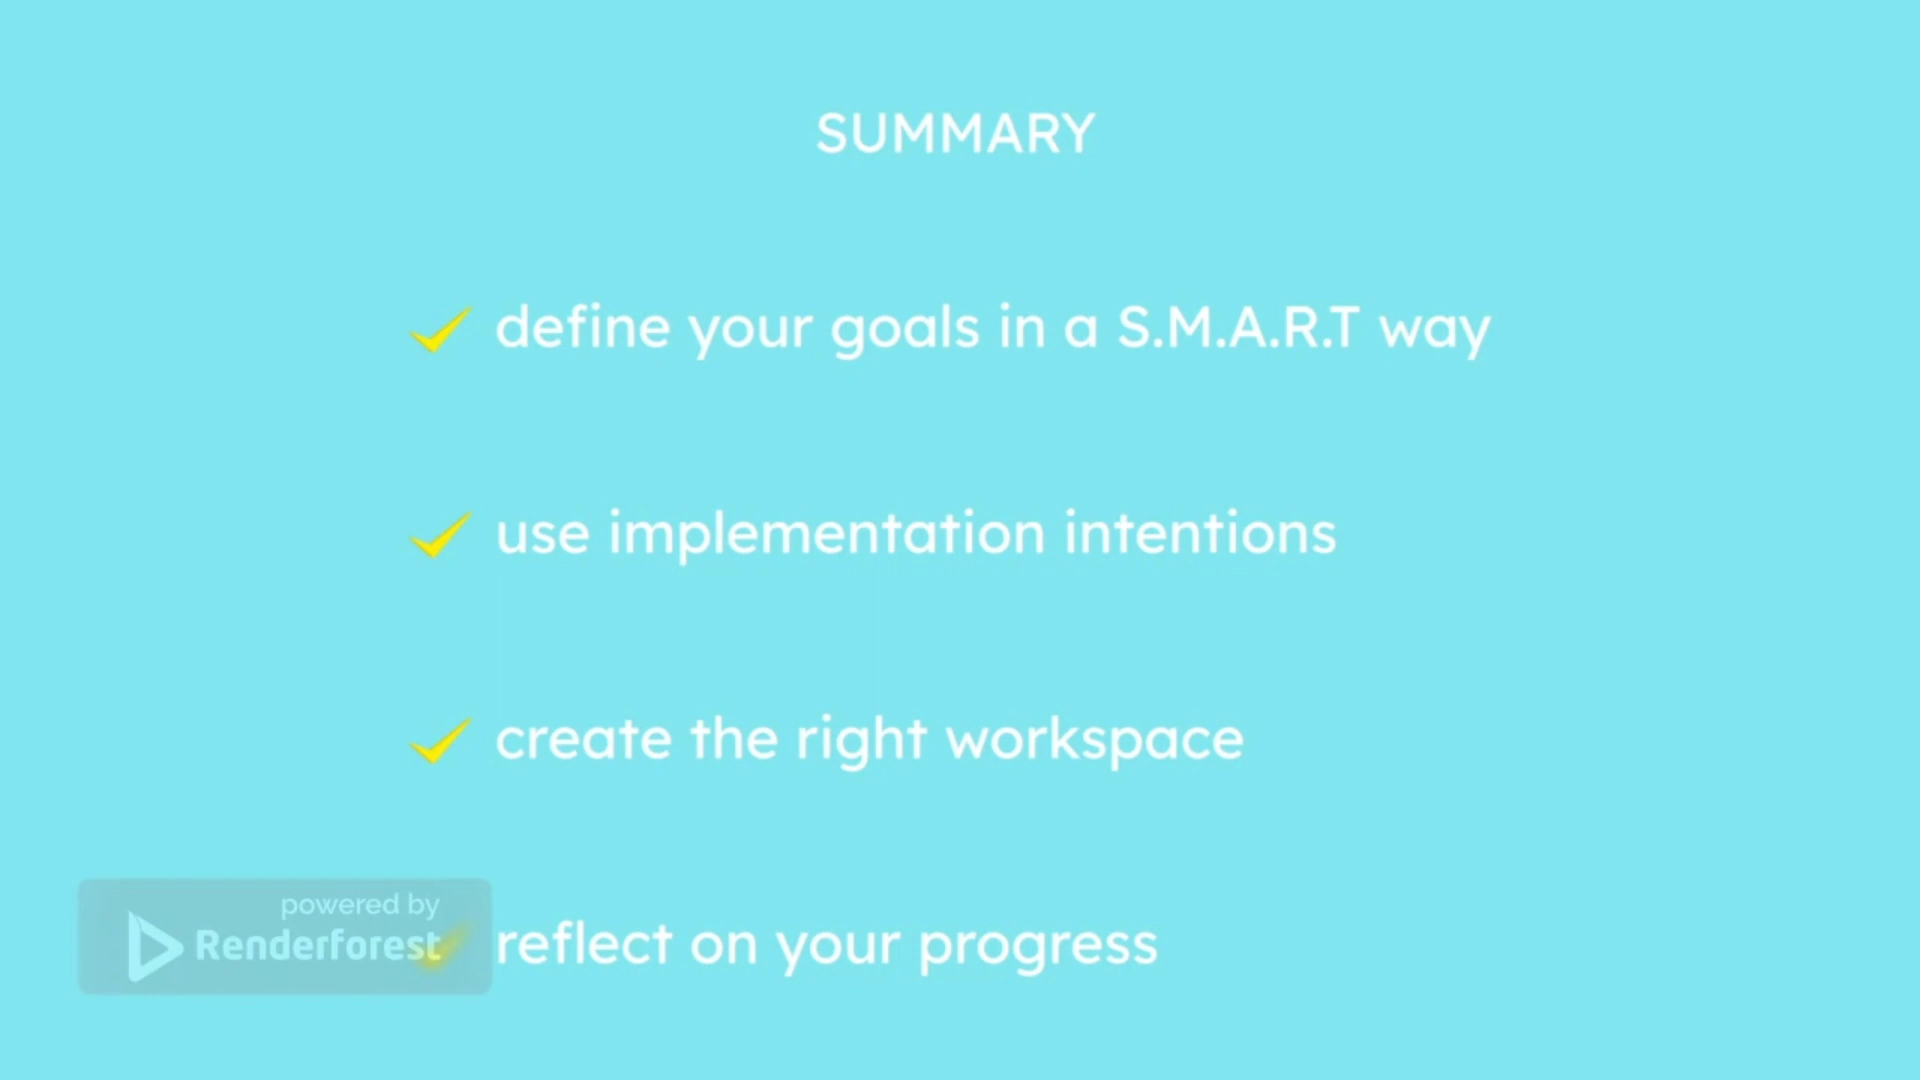 SUMMARY
define your goals in a S.M.A.R.T way
use implementation intentions
create the right workspace
reflect on your progress
powered by
Renderforest